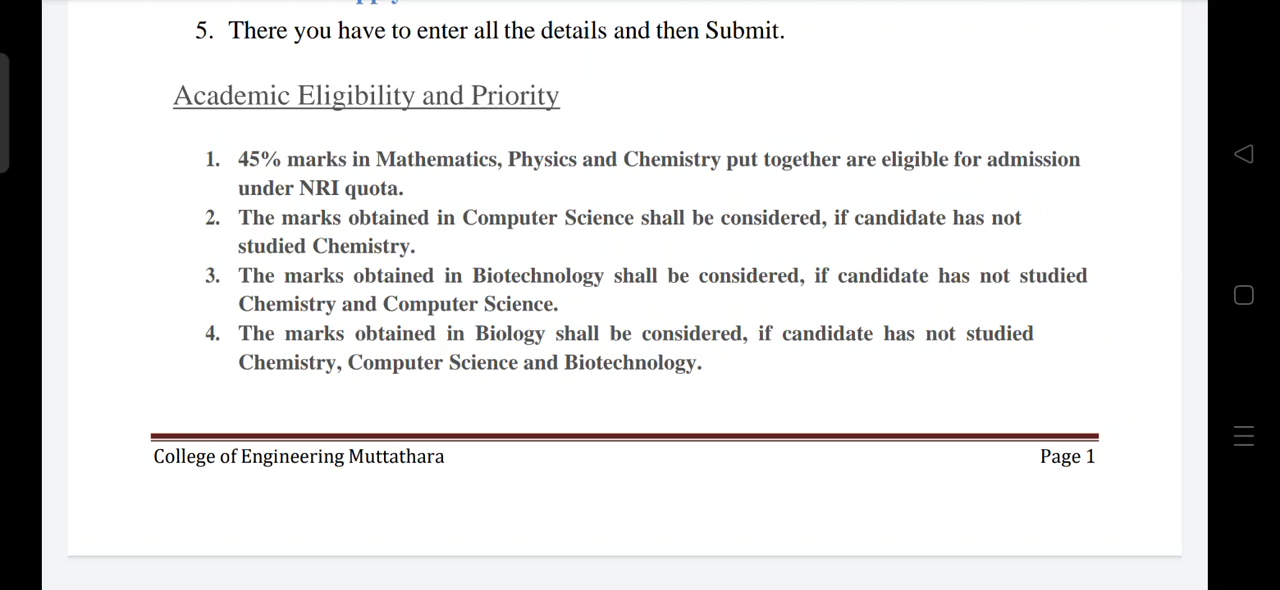 5. There you have to enter all the details and then Submit.
Academic Eligibility and Priority
1. 45% marks in Mathematics, Physics and Chemistry put together are eligible for admission
under NRI quota.
2. The marks obtained in Computer Science shall be considered, if candidate has not
studied Chemistry.
3. The marks obtained in Biotechnology shall be considered, if candidate has not studied
Chemistry and Computer Science.
4. The marks obtained in Biology shall be considered, if candidate has not studied
Chemistry, Computer Science and Biotechnology.
College of Engineering Muttathara Page 1